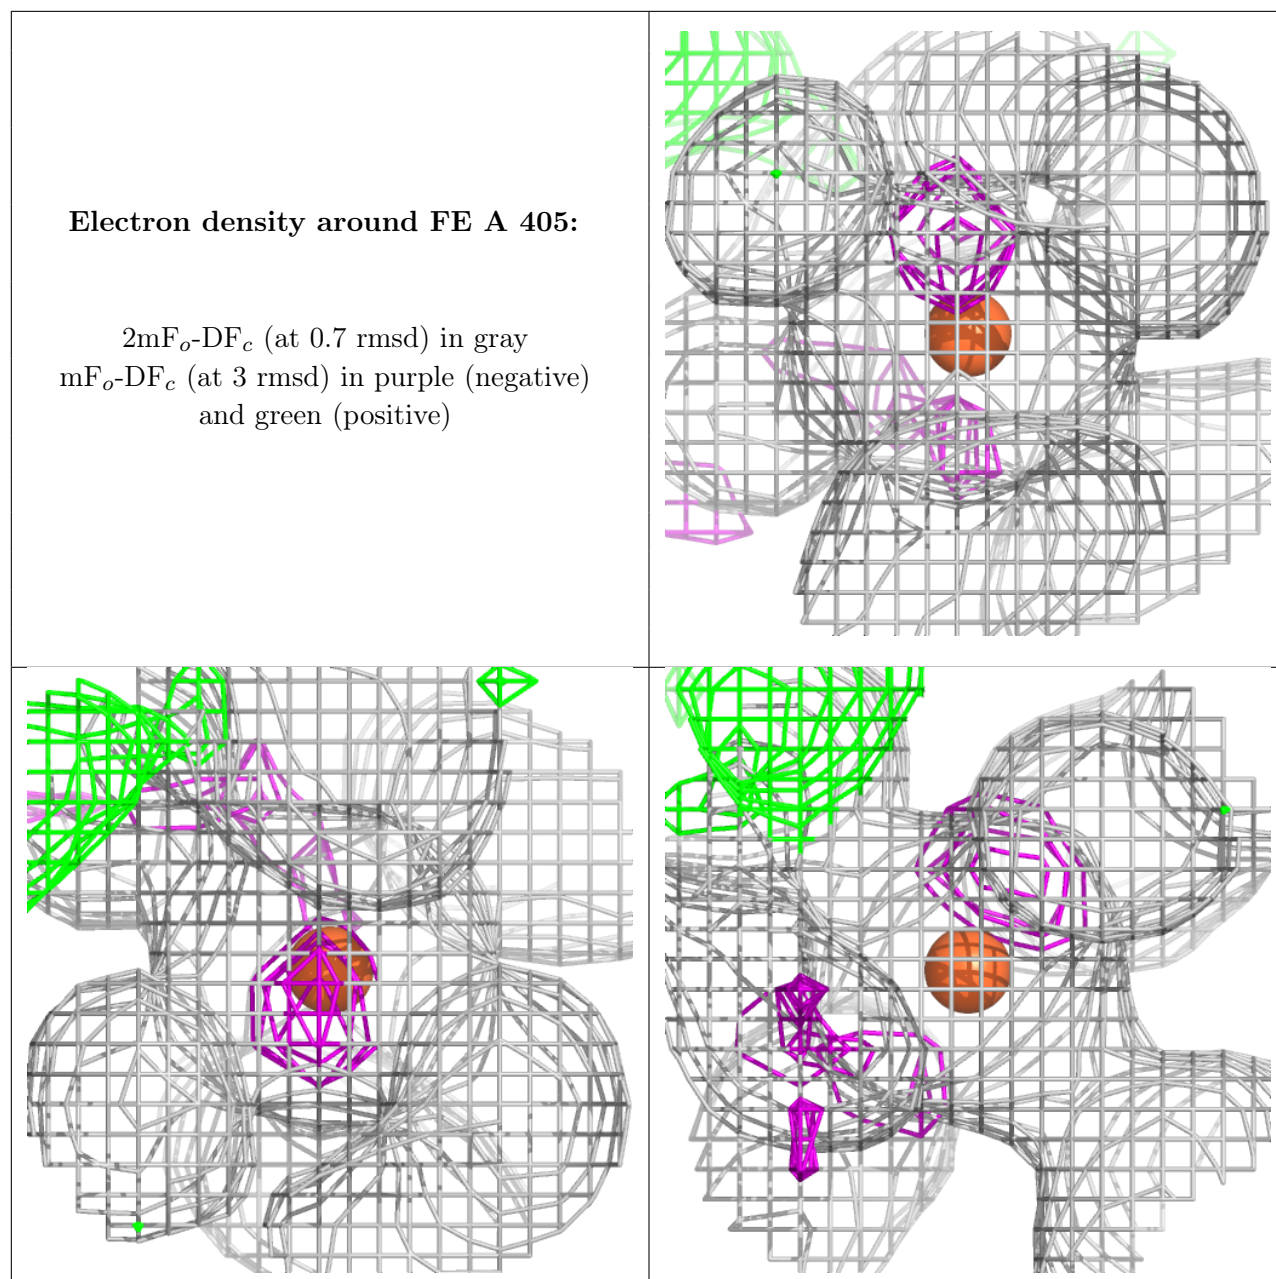 Electron density around FE A 405:
2mFo-DFc (at 0.7 rmsd) in gray
mFo-DFc (at 3 rmsd) in purple (negative)
and green (positive)